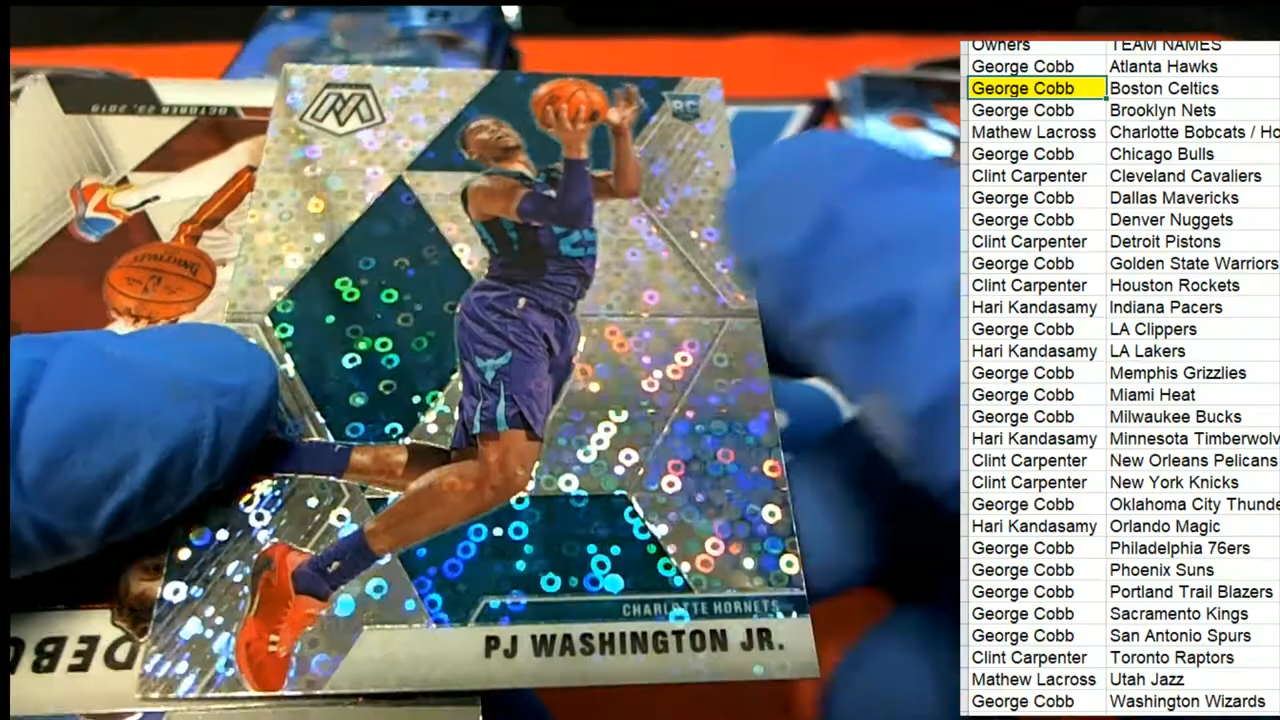 OCTOBER 23, 2019
RC
SPALDING
25
CHARLOTTE HORNETS
PJ WASHINGTON JR.
DEBU
Owners TEAM NAMES
George Cobb Atlanta Hawks
George Cobb Boston Celtics
George Cobb Brooklyn Nets
Mathew Lacross Charlotte Bobcats / Ho
George Cobb Chicago Bulls
Clint Carpenter Cleveland Cavaliers
George Cobb Dallas Mavericks
George Cobb Denver Nuggets
Clint Carpenter Detroit Pistons
George Cobb Golden State Warriors
Clint Carpenter Houston Rockets
Hari Kandasamy Indiana Pacers
George Cobb LA Clippers
Hari Kandasamy LA Lakers
George Cobb Memphis Grizzlies
George Cobb Miami Heat
George Cobb Milwaukee Bucks
Hari Kandasamy Minnesota Timberwolv
Clint Carpenter New Orleans Pelicans
Clint Carpenter New York Knicks
George Cobb Oklahoma City Thunde
Hari Kandasamy Orlando Magic
George Cobb Philadelphia 76ers
George Cobb Phoenix Suns
George Cobb Portland Trail Blazers
George Cobb Sacramento Kings
George Cobb San Antonio Spurs
Clint Carpenter Toronto Raptors
Mathew Lacross Utah Jazz
George Cobb Washington Wizards